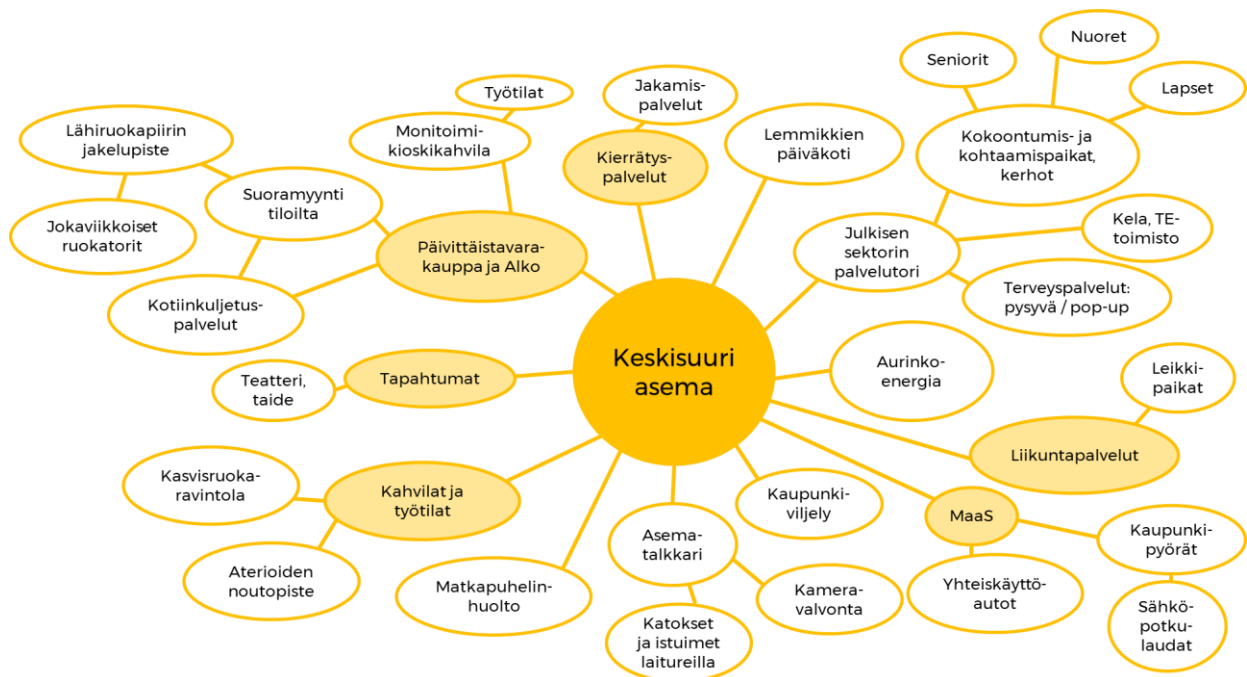 Nuoret
Seniorit
Lapset
Työtilat
Jakamis-
palvelut
Lähiruokapiirin
jakelupiste
Monitoimi-
kioskikahvila
Kierrätys-
palvelut
Lemmikkien
päiväkoti
Kokoontumis- ja
kohtaamispaikat,
kerhot
Suoramyynti
tiloilta
Jokaviikkoiset
ruokatorit
Päivittäistavara-
kauppa ja Alko
Julkisen
sektorin
palvelutori
Kela, TE-
toimisto
Kotiinkuljetus-
palvelut
Terveyspalvelut:
pysyvä / pop-up
Keskisuuri
asema
Aurinko-
energia
Leikki-
paikat
Teatteri,
taide
Tapahtumat
Liikuntapalvelut
Kasvisruoka-
ravintola
Kahvilat ja
työtilat
Kaupunki-
viljely
MaaS
Asema-
talkkari
Kaupunki-
pyörät
Aterioiden
noutopiste
Matkapuhelin-
huolto
Kamera-
valvonta
Yhteiskäyttö-
autot
Katokset
ja istuimet
laitureilla
Sähkö-
potku-
laudat